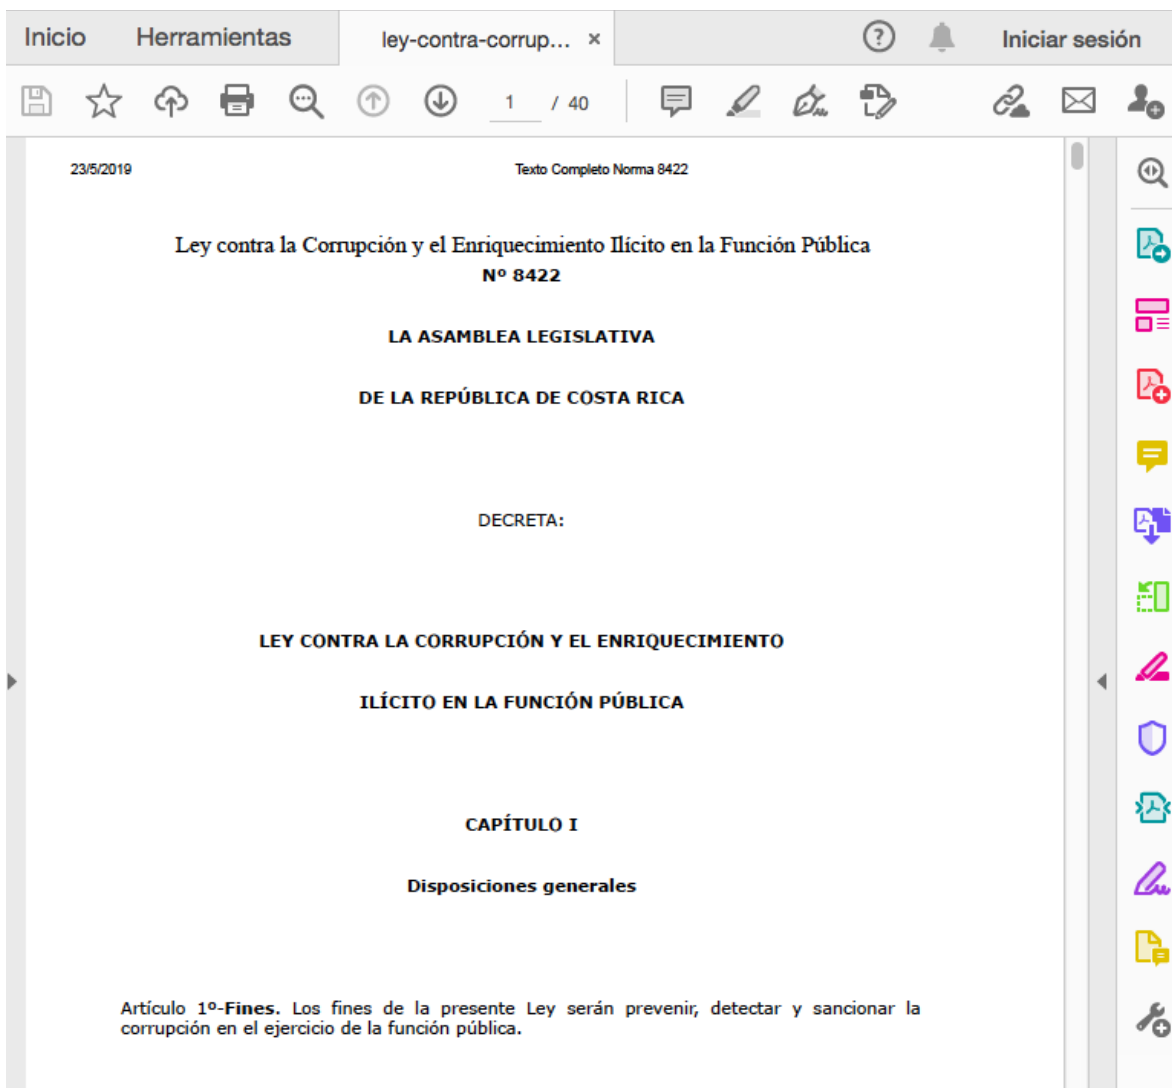 Inicio Herramientas ley-contra-corrup... × ? Iniciar sesión
1 / 40
23/5/2019 Texto Completo Norma 8422
Ley contra la Corrupción y el Enriquecimiento Ilícito en la Función Pública
Nº 8422
LA ASAMBLEA LEGISLATIVA
DE LA REPÚBLICA DE COSTA RICA
DECRETA:
LEY CONTRA LA CORRUPCIÓN Y EL ENRIQUECIMIENTO
ILÍCITO EN LA FUNCIÓN PÚBLICA
CAPÍTULO I
Disposiciones generales
Artículo 1º-Fines. Los fines de la presente Ley serán prevenir, detectar y sancionar la
corrupción en el ejercicio de la función pública.